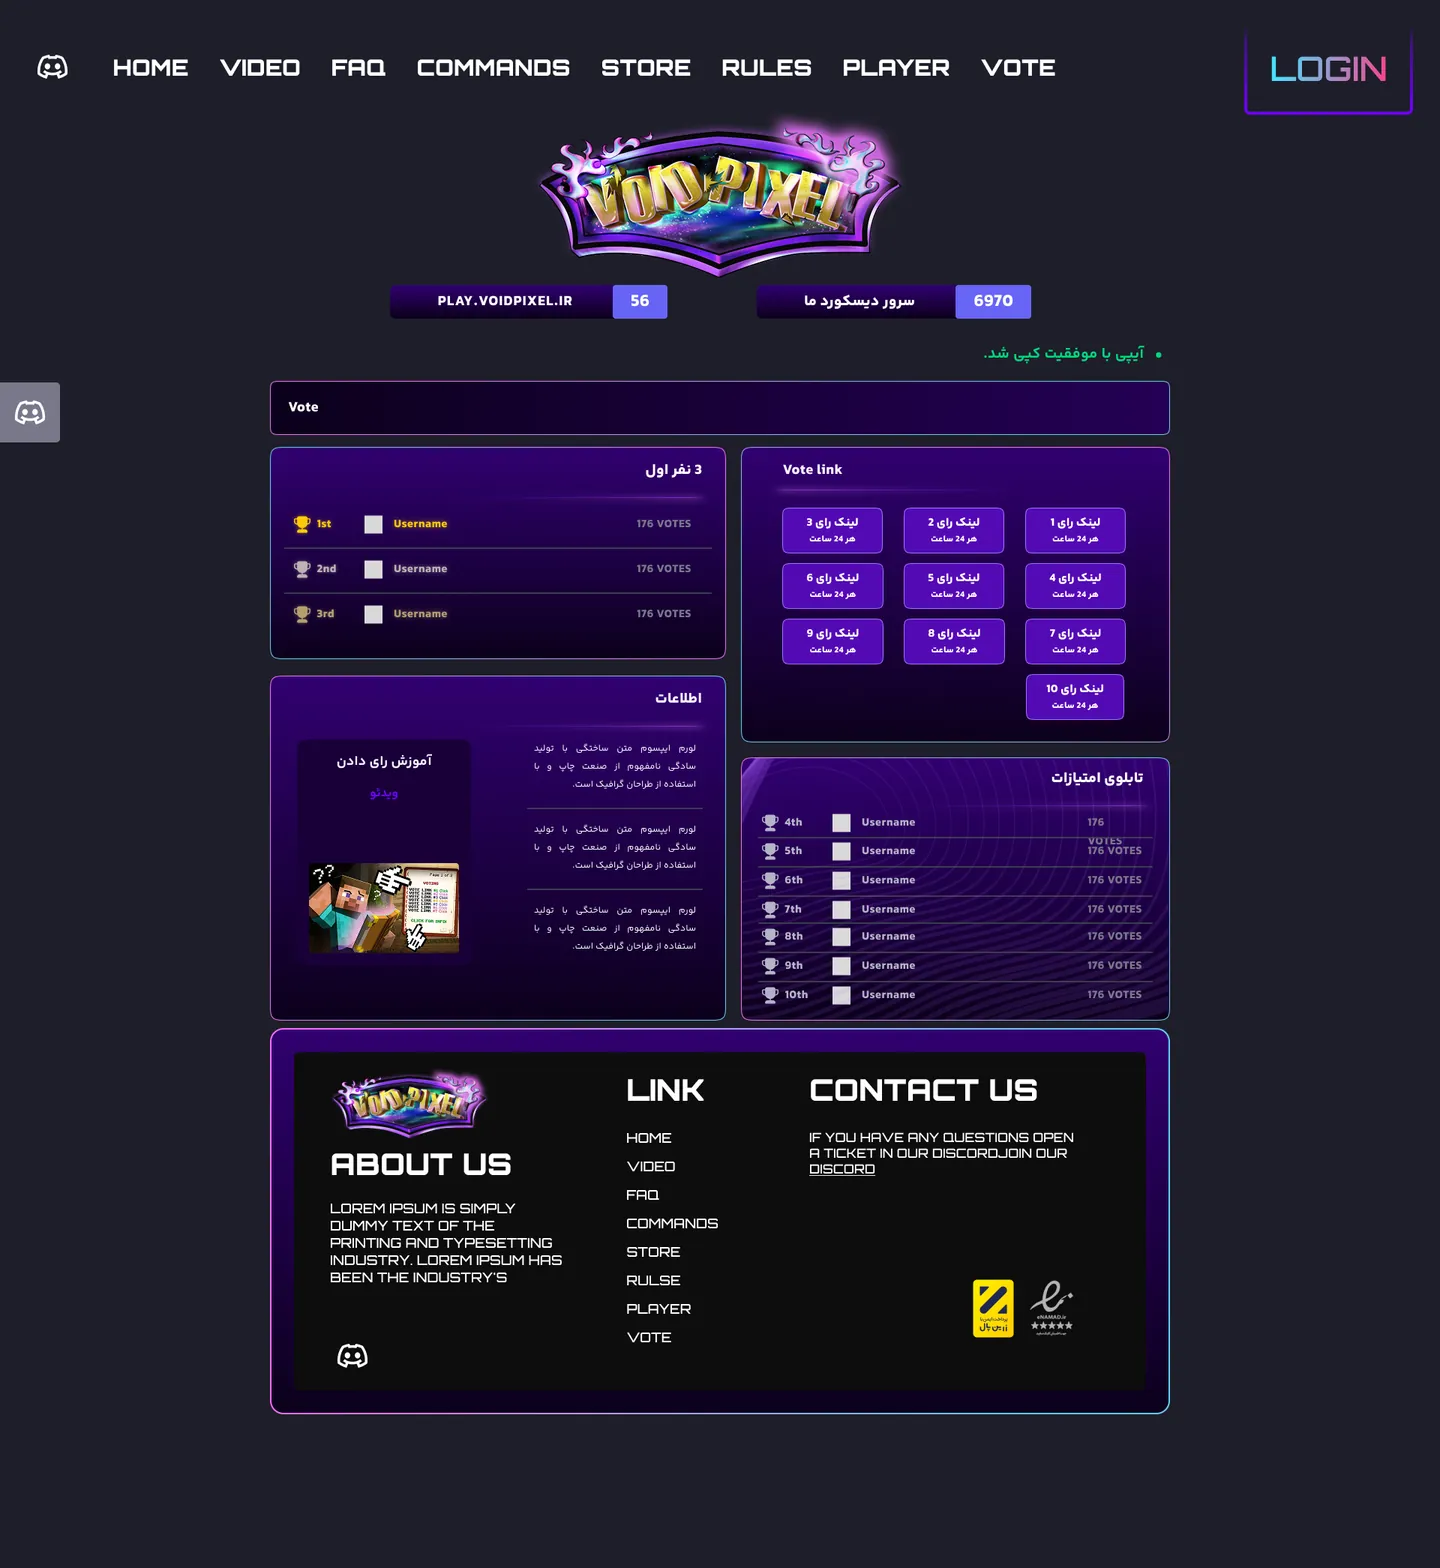 HOME VIDEO FAQ COMMANDS STORE RULES PLAYER VOTE
LOGIN
VOID PIXEL
PLAY.VOIDPIXEL.IR 56
سرور دیسکورد ما 6970
آیپی با موفقیت کپی شد.
Vote
3 نفر اول
1st Username 176 VOTES
2nd Username 176 VOTES
3rd Username 176 VOTES
Vote link
لینک رای 1
هر 24 ساعت
لینک رای 2
هر 24 ساعت
لینک رای 3
هر 24 ساعت
لینک رای 4
هر 24 ساعت
لینک رای 5
هر 24 ساعت
لینک رای 6
هر 24 ساعت
لینک رای 7
هر 24 ساعت
لینک رای 8
هر 24 ساعت
لینک رای 9
هر 24 ساعت
لینک رای 10
هر 24 ساعت
اطلاعات
لورم ایپسوم متن ساختگی با تولید
سادگی نامفهوم از صنعت چاپ و با
استفاده از طراحان گرافیک است.
لورم ایپسوم متن ساختگی با تولید
سادگی نامفهوم از صنعت چاپ و با
استفاده از طراحان گرافیک است.
لورم ایپسوم متن ساختگی با تولید
سادگی نامفهوم از صنعت چاپ و با
استفاده از طراحان گرافیک است.
آموزش رای دادن
ویدئو
??
VOTING
تابلوی امتیازات
4th Username 176
VOTES
5th Username 176 VOTES
6th Username 176 VOTES
7th Username 176 VOTES
8th Username 176 VOTES
9th Username 176 VOTES
10th Username 176 VOTES
VOID PIXEL
ABOUT US
LOREM IPSUM IS SIMPLY
DUMMY TEXT OF THE
PRINTING AND TYPESETTING
INDUSTRY. LOREM IPSUM HAS
BEEN THE INDUSTRY'S
LINK
HOME
VIDEO
FAQ
COMMANDS
STORE
RULSE
PLAYER
VOTE
CONTACT US
IF YOU HAVE ANY QUESTIONS OPEN
A TICKET IN OUR DISCORDJOIN OUR
DISCORD
پرداخت ایمن با
زرین پال
eNAMAD.ir